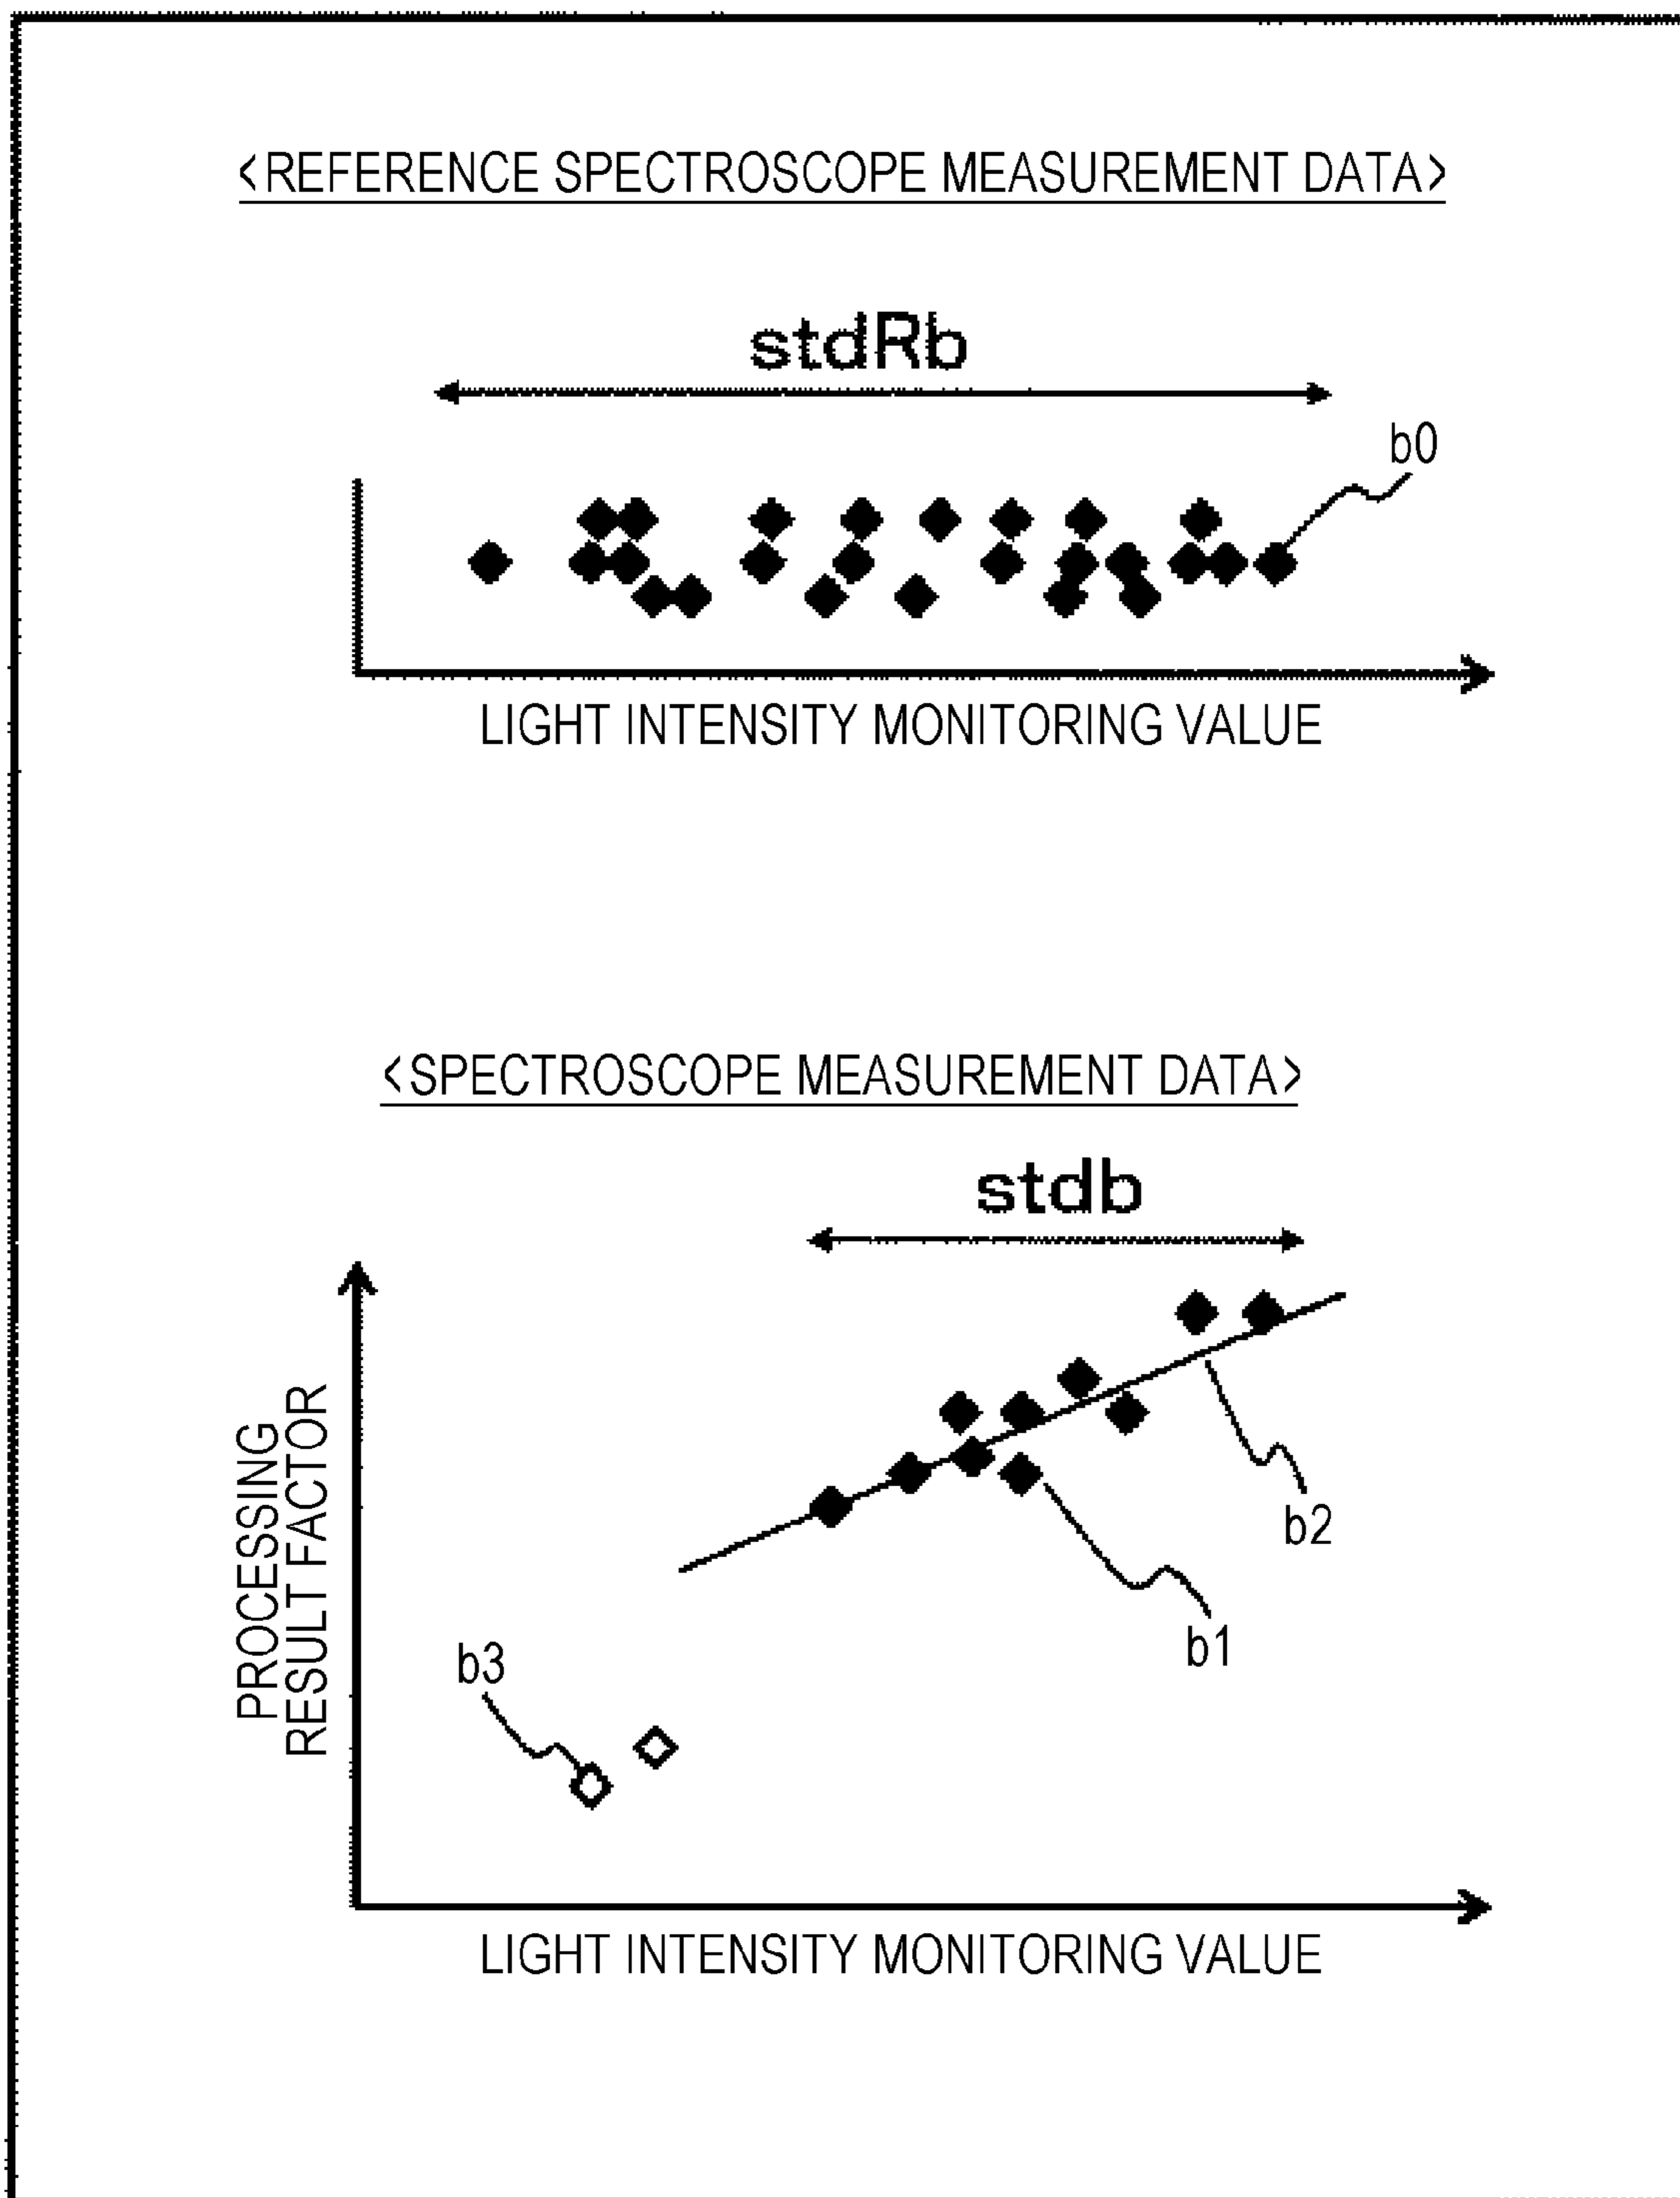 <REFERENCE SPECTROSCOPE MEASUREMENT DATA>
stdRb
b0
LIGHT INTENSITY MONITORING VALUE
<SPECTROSCOPE MEASUREMENT DATA>
stdb
PROCESSING
RESULT FACTOR
b2
b1
b3
LIGHT INTENSITY MONITORING VALUE